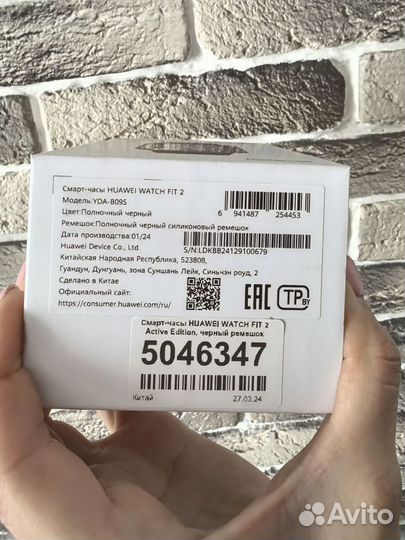 Смарт-часы HUAWEI WATCH FIT 2
Модель:YDA-B09S
Цвет:Полночный черный
Ремешок:Полночный черный силиконовый ремешок
Дата производства:01/24
Huawei Device Co., Ltd.
Китайская Народная Республика, 523808,
Гуандун, Дунгуань, зона Суншань Лейк, Синьчэн роуд, 2
Сделано в Китае
Официальный сайт:
https://consumer.huawei.com/ru/
6 941487 254453
S/N:LDKBB24129100679
EAC TP BY
Смарт-часы HUAWEI WATCH FIT 2
Active Edition, черный ремешок
5046347
Китай 27.03.24
Avito